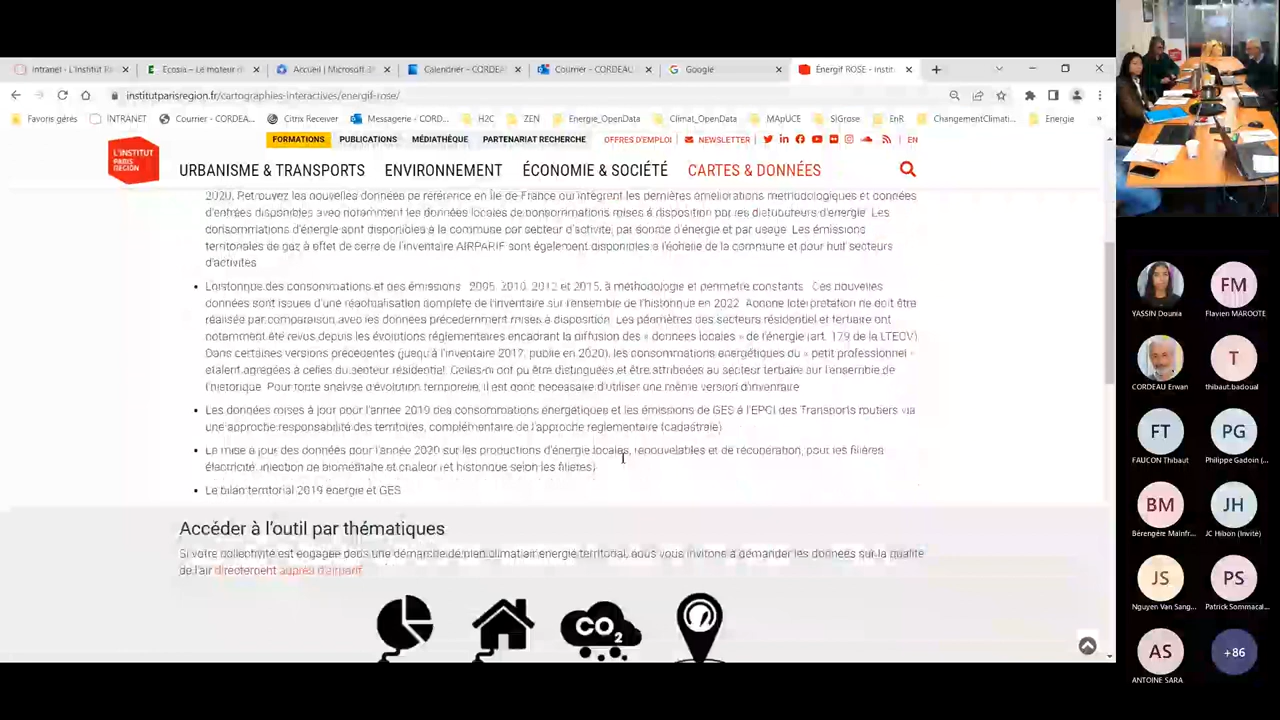 Intranet - L'Institut Pa
Ecosia - Le moteur d
Accueil | Microsoft 3
Calendrier - CORDEA
Courrier - CORDEAU
Google
Énergif ROSE - Instit
institutparisregion.fr/cartographies-interactives/energif-rose/
Favoris gérés
INTRANET
Courrier - CORDEA...
Citrix Receiver
Messagerie - CORD...
H2C
ZEN
Energie_OpenData
Climat_OpenData
MApUCE
SIGrose
EnR
ChangementClimati...
Energie
»
L'INSTITUT
PARIS
REGION
FORMATIONS
PUBLICATIONS
MÉDIATHÈQUE
PARTENARIAT RECHERCHE
OFFRES D'EMPLOI
NEWSLETTER
EN
URBANISME & TRANSPORTS
ENVIRONNEMENT
ÉCONOMIE & SOCIÉTÉ
CARTES & DONNÉES
2020. Retrouvez les nouvelles données de référence en Île-de-France qui intègrent les dernières améliorations méthodologiques et données
d'entrées disponibles avec notamment les données locales de consommations mises à disposition par les distributeurs d'énergie. Les
consommations d'énergie sont disponibles à la commune par secteur d'activité, par source d'énergie et par usage. Les émissions
territoriales de gaz à effet de serre de l'inventaire AIRPARIF sont également disponibles à l'échelle de la commune et pour huit secteurs
d'activités.
L'historique des consommations et des émissions : 2005, 2010, 2012 et 2015, à méthodologie et périmètre constants. Ces nouvelles
données sont issues d'une réactualisation complète de l'inventaire sur l'ensemble de l'historique en 2022. Aucune interprétation ne doit être
réalisée par comparaison avec les données précédemment mises à disposition. Les périmètres des secteurs résidentiel et tertiaire ont
notamment été revus depuis les évolutions réglementaires encadrant la diffusion des « données locales » de l'énergie (art. 179 de la LTECV).
Dans certaines versions précédentes (jusqu'à l'inventaire 2017, publié en 2020), les consommations énergétiques du « petit professionnel »
étaient agrégées à celles du secteur résidentiel. Celles-ci ont pu être distinguées et être attribuées au secteur tertiaire sur l'ensemble de
l'historique. Pour toute analyse d'évolution temporelle, il est donc nécessaire d'utiliser une même version d'inventaire.
Les données mises à jour pour l'année 2019 des consommations énergétiques et les émissions de GES à l'EPCI des Transports routiers via
une approche responsabilité des territoires, complémentaire de l'approche réglementaire (cadastrale).
La mise à jour des données pour l'année 2020 sur les productions d'énergie locales, renouvelables et de récupération, pour les filières
électricité, injection de biométhane et chaleur (et historique selon les filières)
Le bilan territorial 2019 énergie et GES
Accéder à l'outil par thématiques
Si votre collectivité est engagée dans une démarche de plan climat air énergie territorial, nous vous invitons à demander les données sur la qualité
de l'air directement auprès d'airparif.
CO2
YASSIN Dounia
FM
Flavien MAROOTE
CORDEAU Erwan
T
thibaut.badoual
FT
FAUCON Thibaut
PG
Philippe Gadoin (...
BM
Bérengère Mainfr...
JH
JC Hibon (Invité)
JS
Nguyen Van Sang...
PS
Patrick Sommacal...
AS
ANTOINE SARA
+86